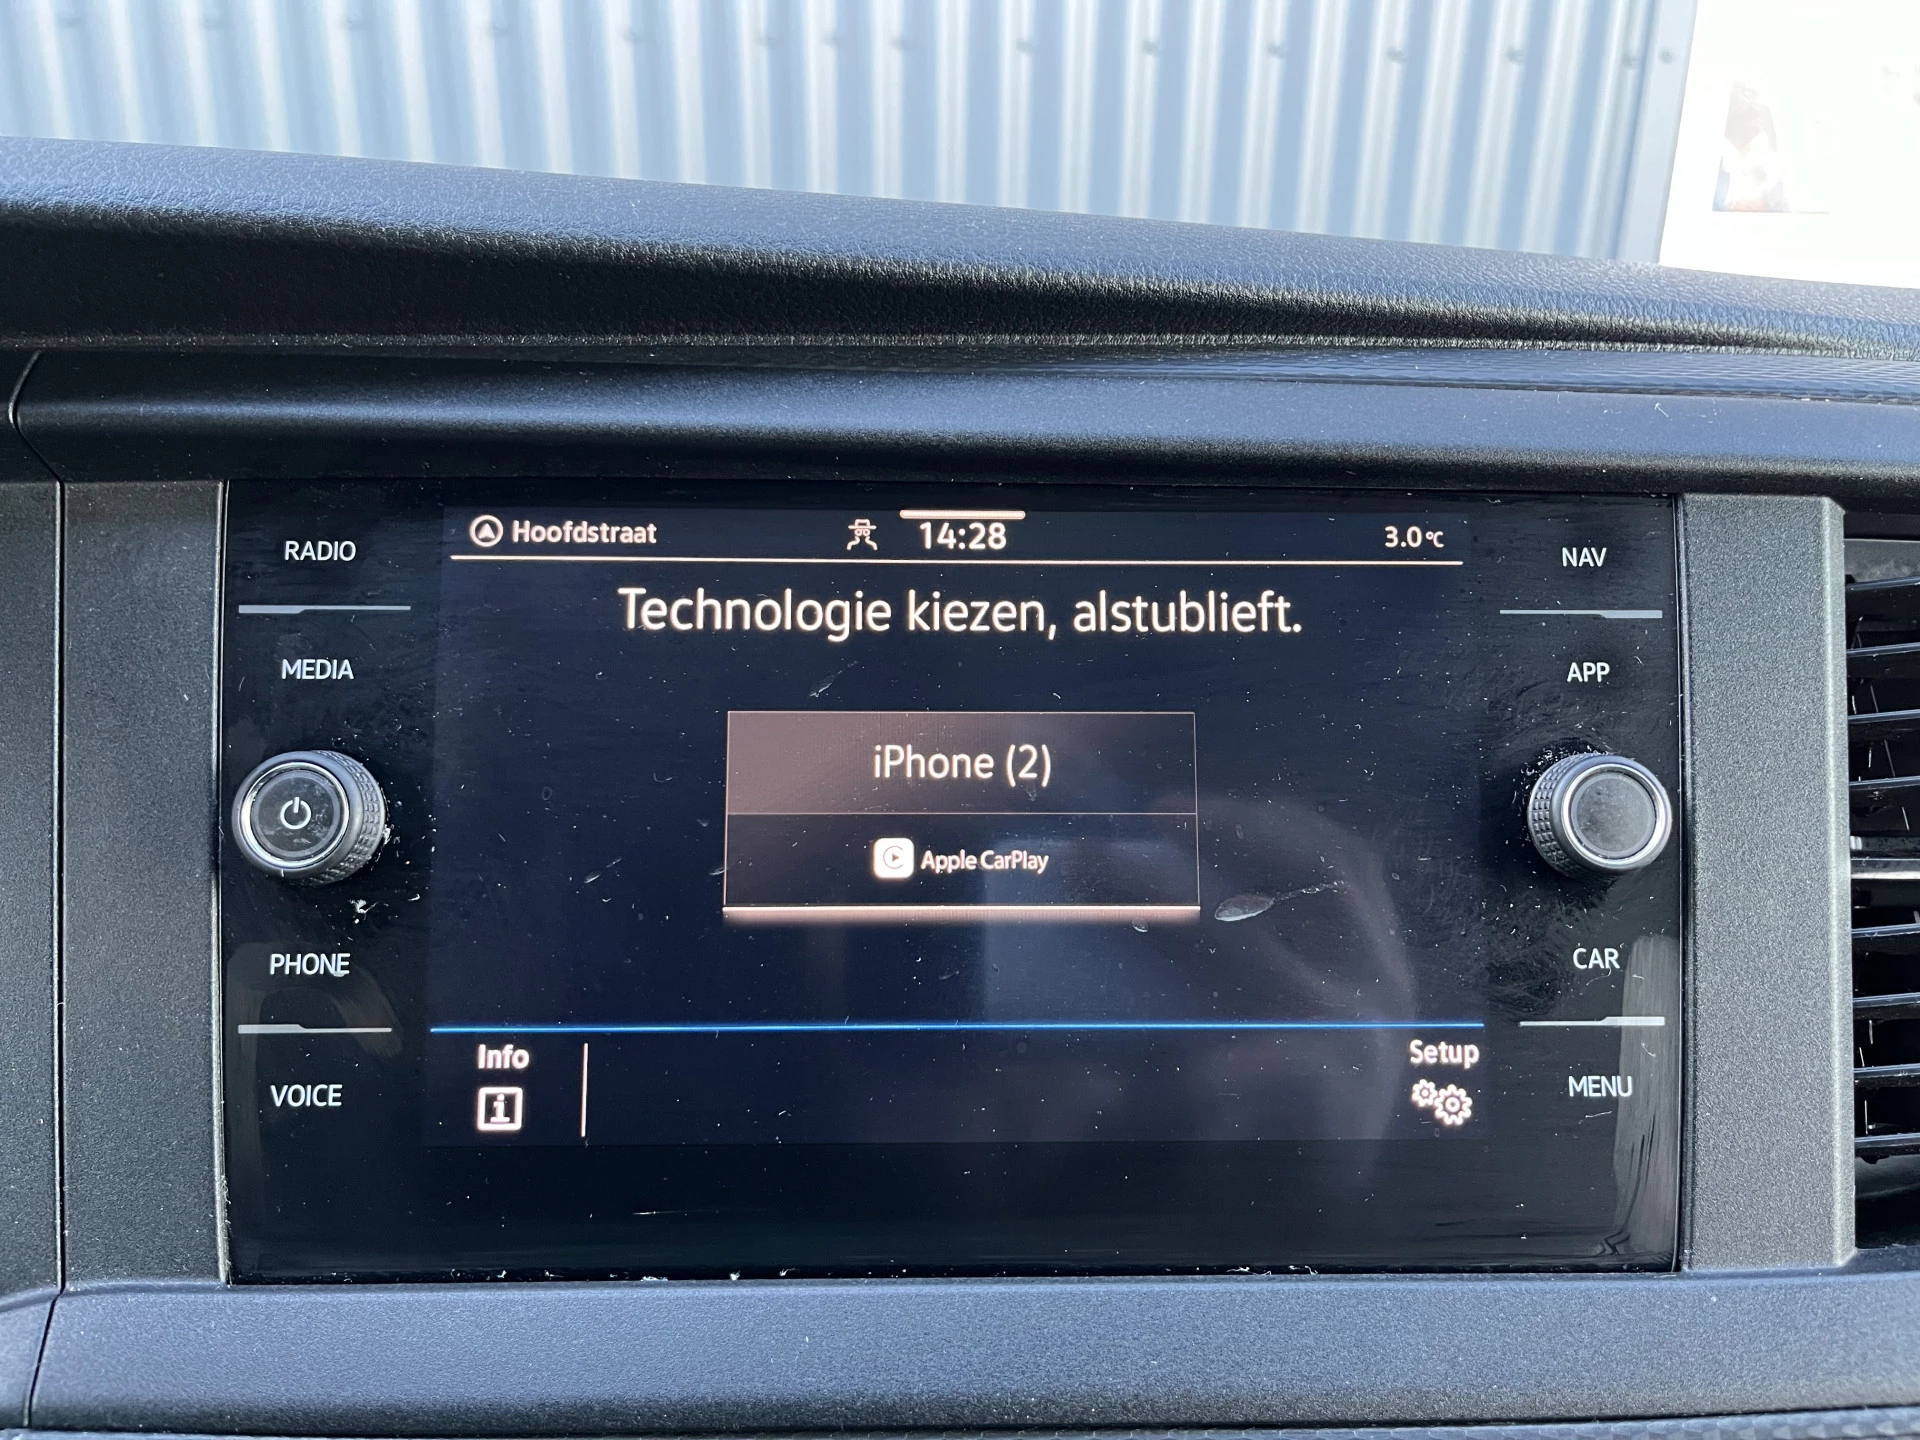 Hoofdstraat 14:28 3.0°C
RADIO
NAV
Technologie kiezen, alstublieft.
MEDIA
APP
iPhone (2)
Apple CarPlay
PHONE
CAR
Info
Setup
VOICE
MENU